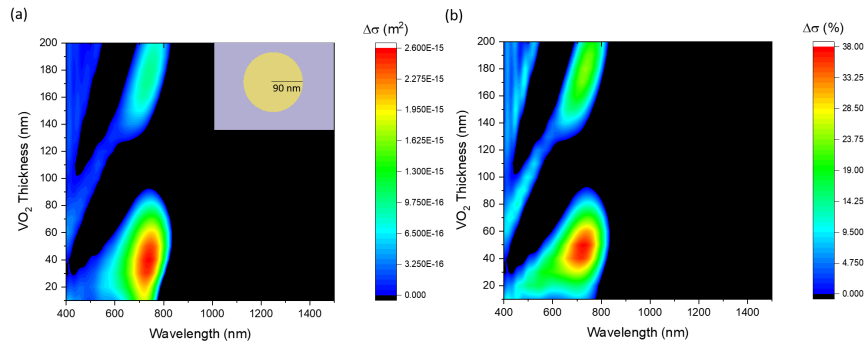 (a)
Δσ (m²)
200
180
160
140
120
100
80
60
40
20
VO₂ Thickness (nm)
400 600 800 1000 1200 1400
Wavelength (nm)
90 nm
2.600E-15
2.275E-15
1.950E-15
1.625E-15
1.300E-15
9.750E-16
6.500E-16
3.250E-16
0.000
(b)
Δσ (%)
200
180
160
140
120
100
80
60
40
20
VO₂ Thickness (nm)
400 600 800 1000 1200 1400
Wavelength (nm)
38.00
33.25
28.50
23.75
19.00
14.25
9.500
4.750
0.000